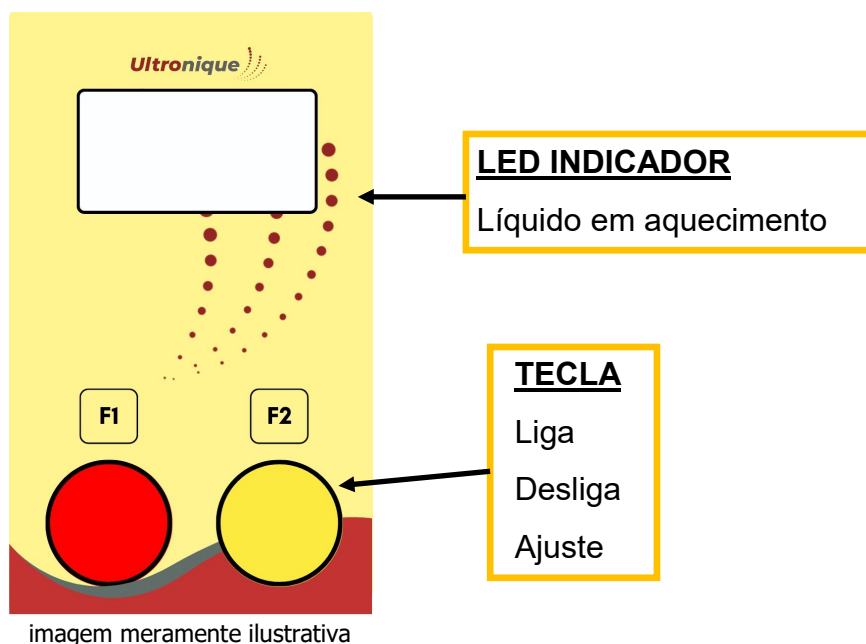 Ultronique
LED INDICADOR
Líquido em aquecimento
TECLA
Liga
Desliga
Ajuste
F1
F2
imagem meramente ilustrativa